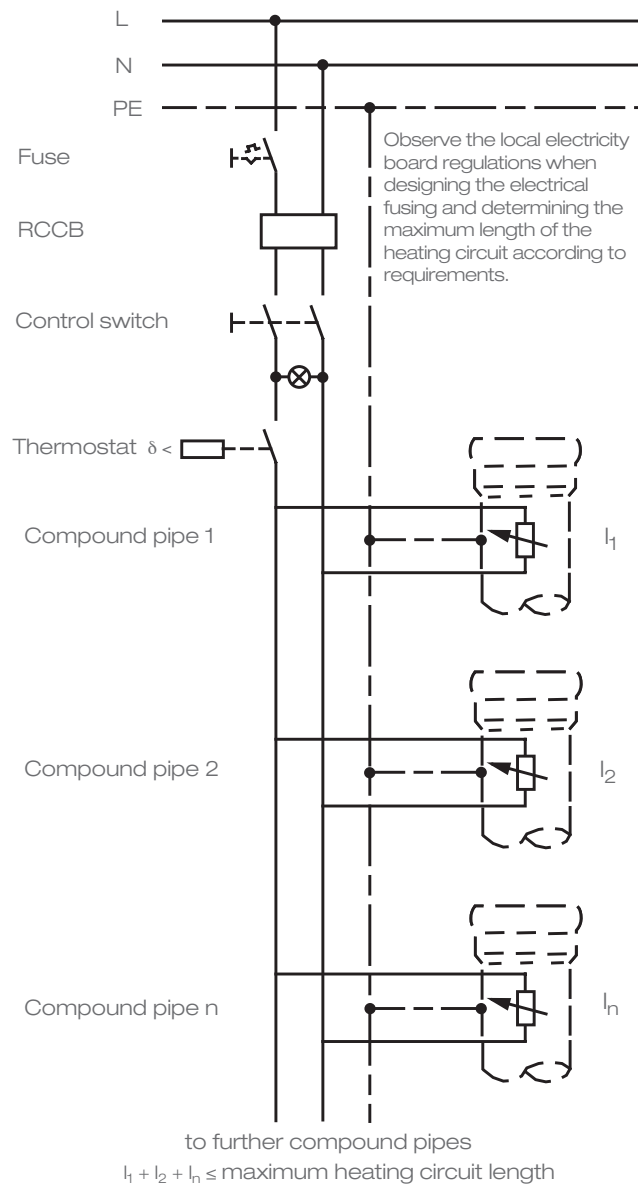 L
N
PE
Observe the local electricity
board regulations when
designing the electrical
fusing and determining the
maximum length of the
heating circuit according to
requirements.
Fuse
RCCB
Control switch
Thermostat δ <
Compound pipe 1
l₁
Compound pipe 2
l₂
Compound pipe n
lₙ
to further compound pipes
l₁ + l₂ + lₙ ≤ maximum heating circuit length